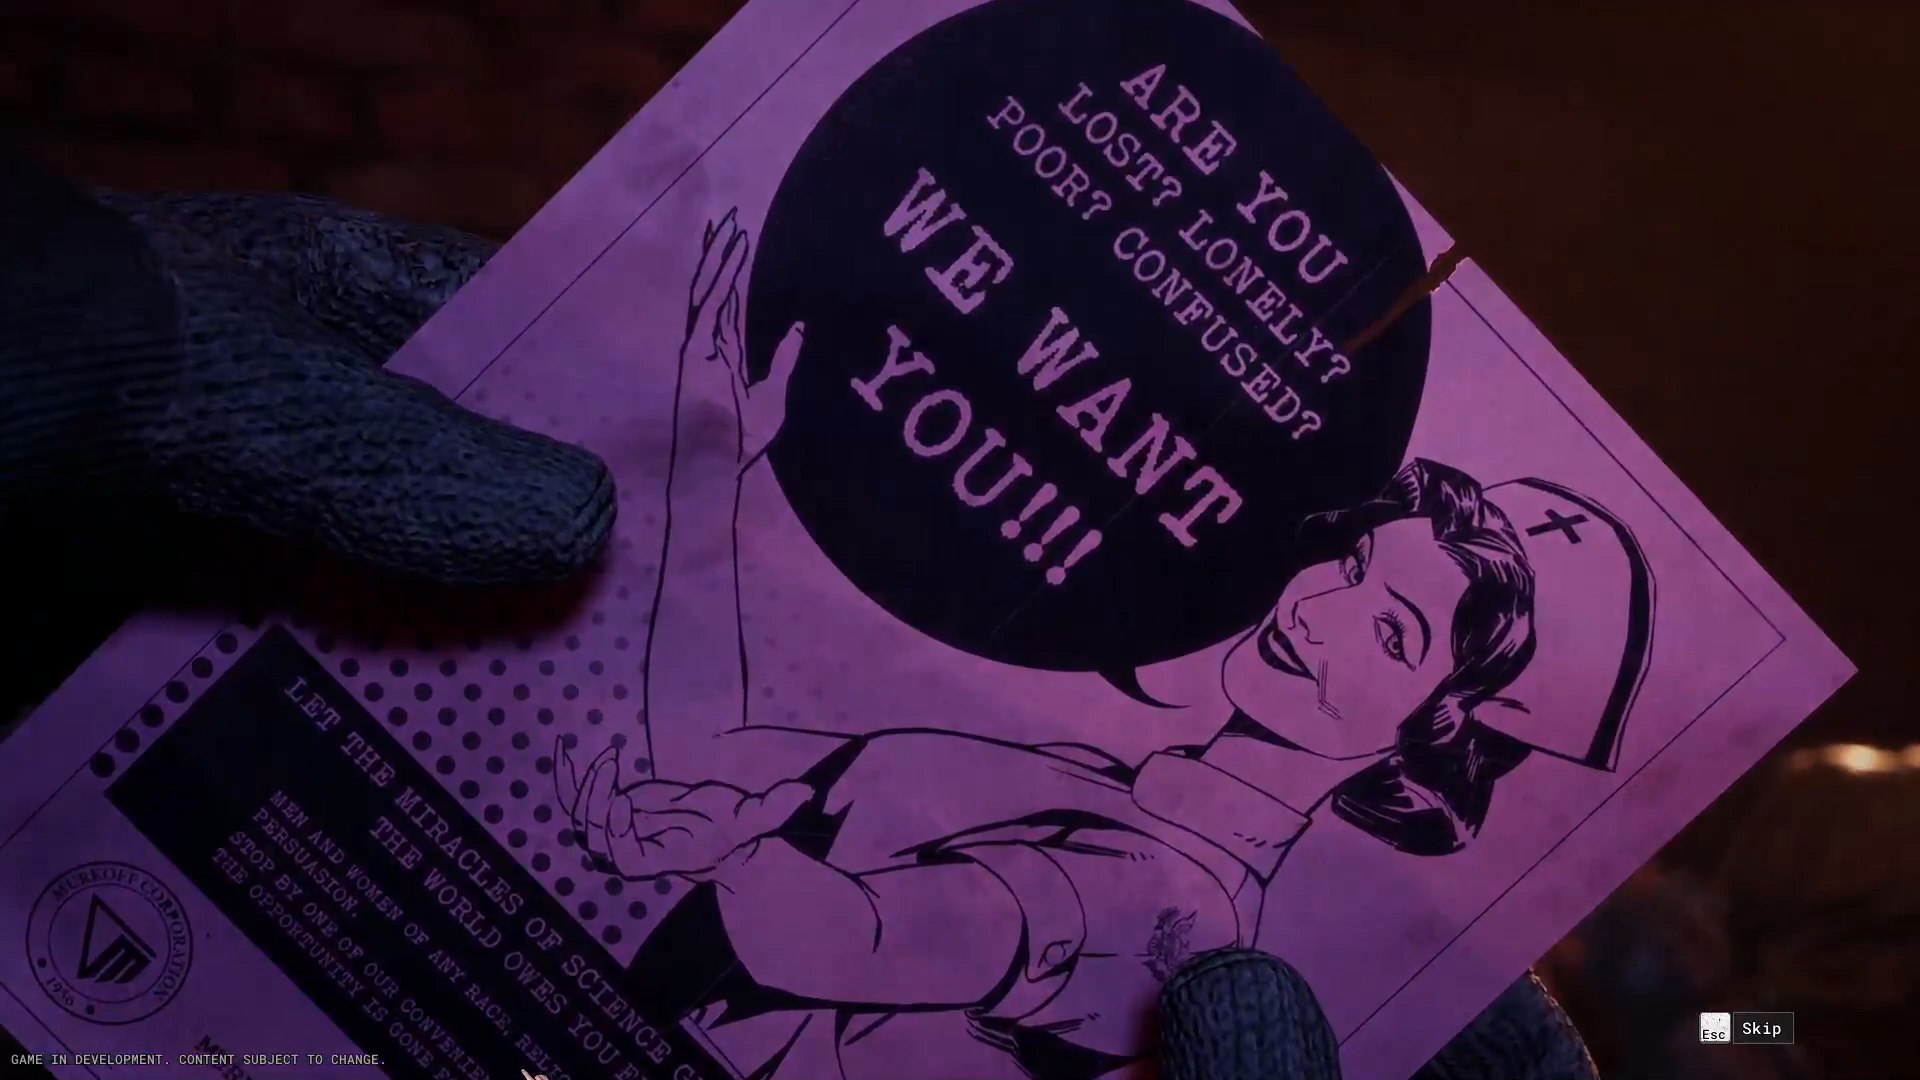 ARE YOU
LOST? LONELY?
POOR? CONFUSED?
WE WANT
YOU!!!
LET THE MIRACLES OF SCIENCE
THE WORLD OWES YOU
MEN AND WOMEN OF ANY RACE,
PERSUASION.
STOP BY ONE OF OUR
THE OPPORTUNITY IS GONE
MURKOFF CORPORATION
1936
GAME IN DEVELOPMENT. CONTENT SUBJECT TO CHANGE.
Esc Skip